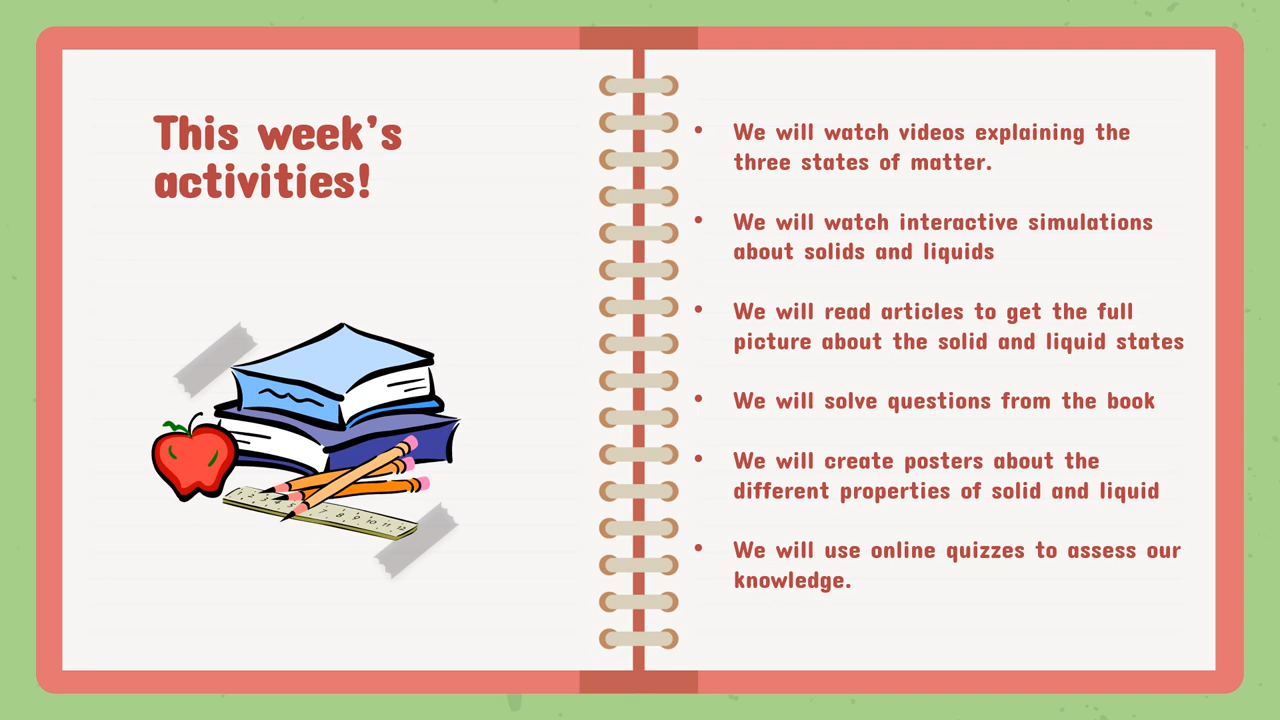 This week's
activities!
• We will watch videos explaining the
three states of matter.
• We will watch interactive simulations
about solids and liquids
• We will read articles to get the full
picture about the solid and liquid states
• We will solve questions from the book
• We will create posters about the
different properties of solid and liquid
• We will use online quizzes to assess our
knowledge.